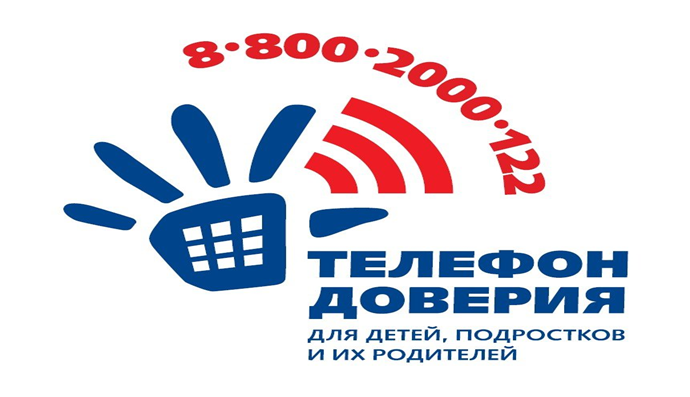 8·800·2000·122
ТЕЛЕФОН
ДОВЕРИЯ
ДЛЯ ДЕТЕЙ, ПОДРОСТКОВ
И ИХ РОДИТЕЛЕЙ